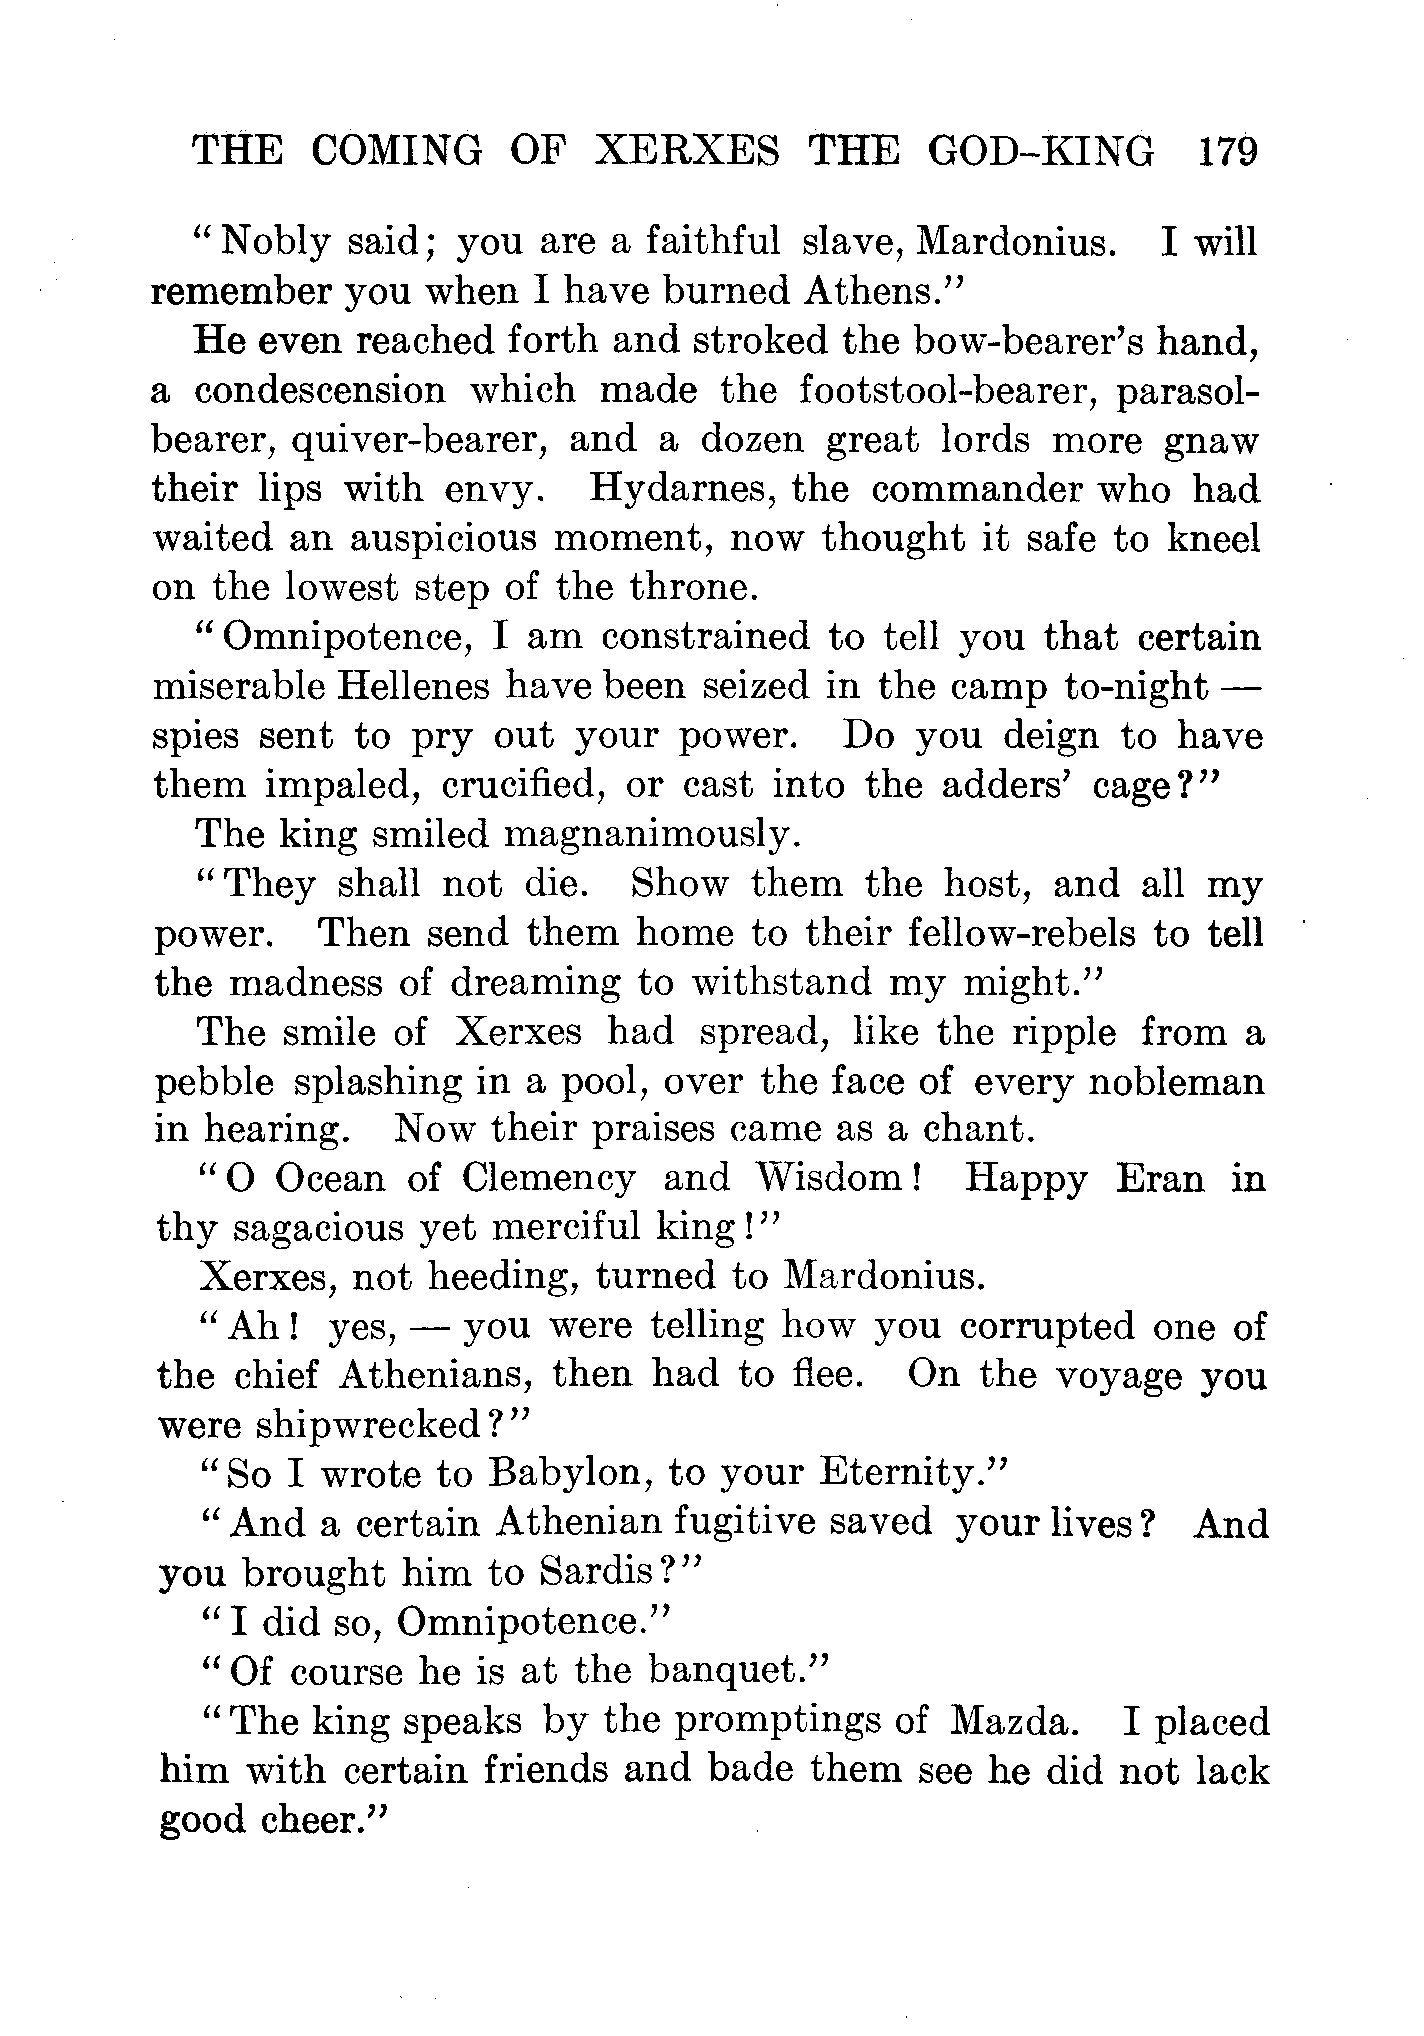 THE COMING OF XERXES THE GOD-KING 179
"Nobly said; you are a faithful slave, Mardonius. I will
remember you when I have burned Athens."
He even reached forth and stroked the bow-bearer's hand,
a condescension which made the footstool-bearer, parasol-
bearer, quiver-bearer, and a dozen great lords more gnaw
their lips with envy. Hydarnes, the commander who had
waited an auspicious moment, now thought it safe to kneel
on the lowest step of the throne.
"Omnipotence, I am constrained to tell you that certain
miserable Hellenes have been seized in the camp to-night —
spies sent to pry out your power. Do you deign to have
them impaled, crucified, or cast into the adders' cage?"
The king smiled magnanimously.
"They shall not die. Show them the host, and all my
power. Then send them home to their fellow-rebels to tell
the madness of dreaming to withstand my might."
The smile of Xerxes had spread, like the ripple from a
pebble splashing in a pool, over the face of every nobleman
in hearing. Now their praises came as a chant.
"O Ocean of Clemency and Wisdom! Happy Eran in
thy sagacious yet merciful king!"
Xerxes, not heeding, turned to Mardonius.
"Ah! yes, — you were telling how you corrupted one of
the chief Athenians, then had to flee. On the voyage you
were shipwrecked?"
"So I wrote to Babylon, to your Eternity."
"And a certain Athenian fugitive saved your lives? And
you brought him to Sardis?"
"I did so, Omnipotence."
"Of course he is at the banquet."
"The king speaks by the promptings of Mazda. I placed
him with certain friends and bade them see he did not lack
good cheer."